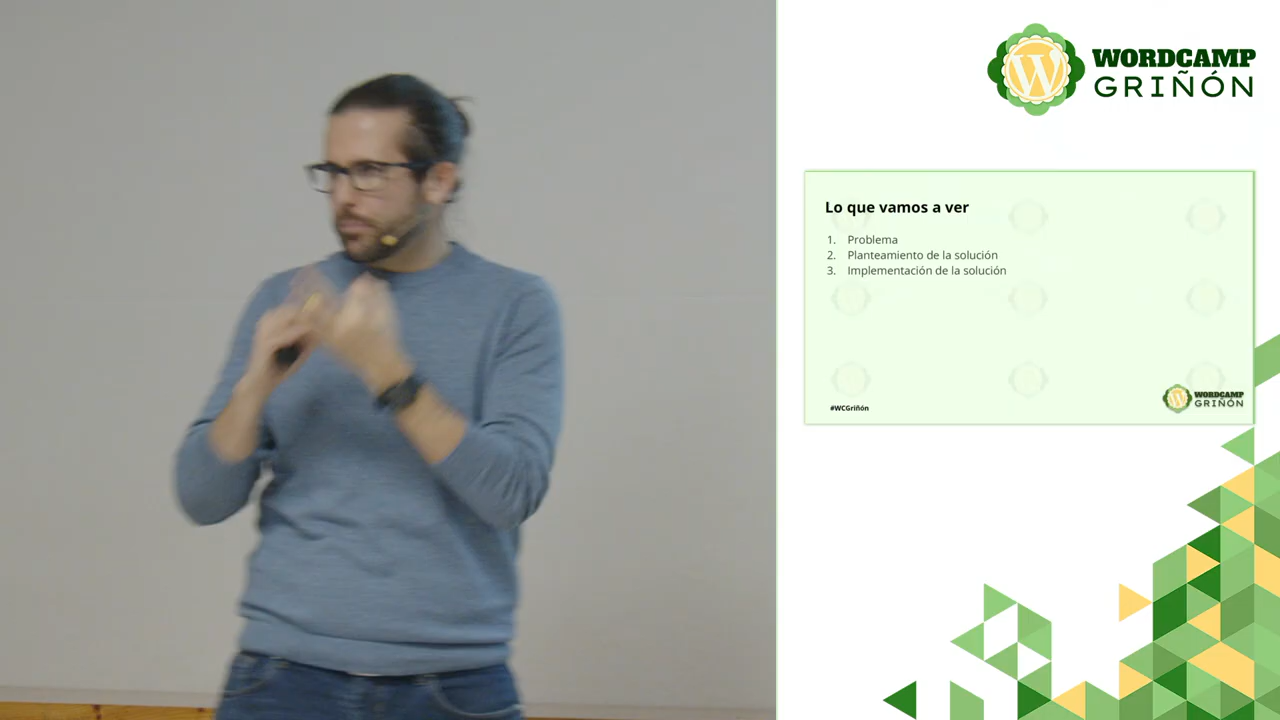 WORDCAMP
GRIÑÓN
Lo que vamos a ver
1. Problema
2. Planteamiento de la solución
3. Implementación de la solución
#WCGriñón
WORDCAMP
GRIÑÓN